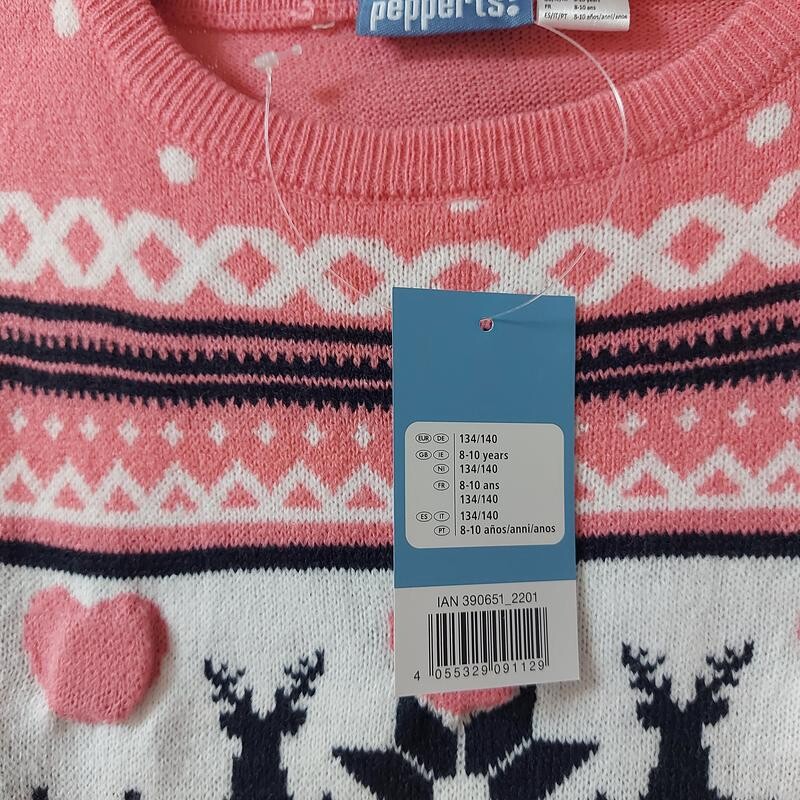 pepperts!
FR 8-10 ans
ES/IT/PT 8-10 años/anni/anos
EUR DE 134/140
GB IE 8-10 years
NI 134/140
FR 8-10 ans
134/140
ES IT 134/140
PT 8-10 años/anni/anos
IAN 390651_2201
4 055329 091129